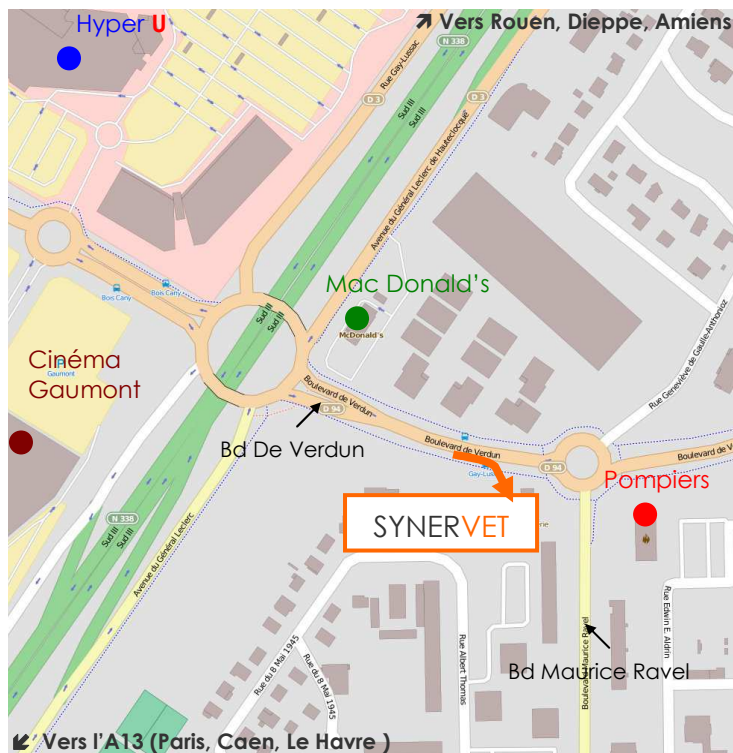 Hyper U
↗ Vers Rouen, Dieppe, Amiens
N 338
Rue Gay-Lussac
D 3
Sud III
Sud III
D 3
Avenue du Général Leclerc de Hauteclocque
Bois Cany
Bois Cany
Mac Donald's
McDonald's
Sud III
Sud III
Rue Geneviève de Gaulle-Anthonioz
Cinéma
Gaumont
P
Gaumont
Boulevard de Verdun
D 94
Bd De Verdun
Boulevard de Verdun
D 94
Boulevard de V
Gay-Lus
Pompiers
SYNERVET
N 338
Sud III
Sud III
Avenue du Général Leclerc
Rue du 8 Mai 1945
Rue du 8 Mai 1945
Rue Albert Thomas
Boulevard Maurice Ravel
Rue Edwin E. Aldrin
Bd Maurice Ravel
↙ Vers l'A13 (Paris, Caen, Le Havre )